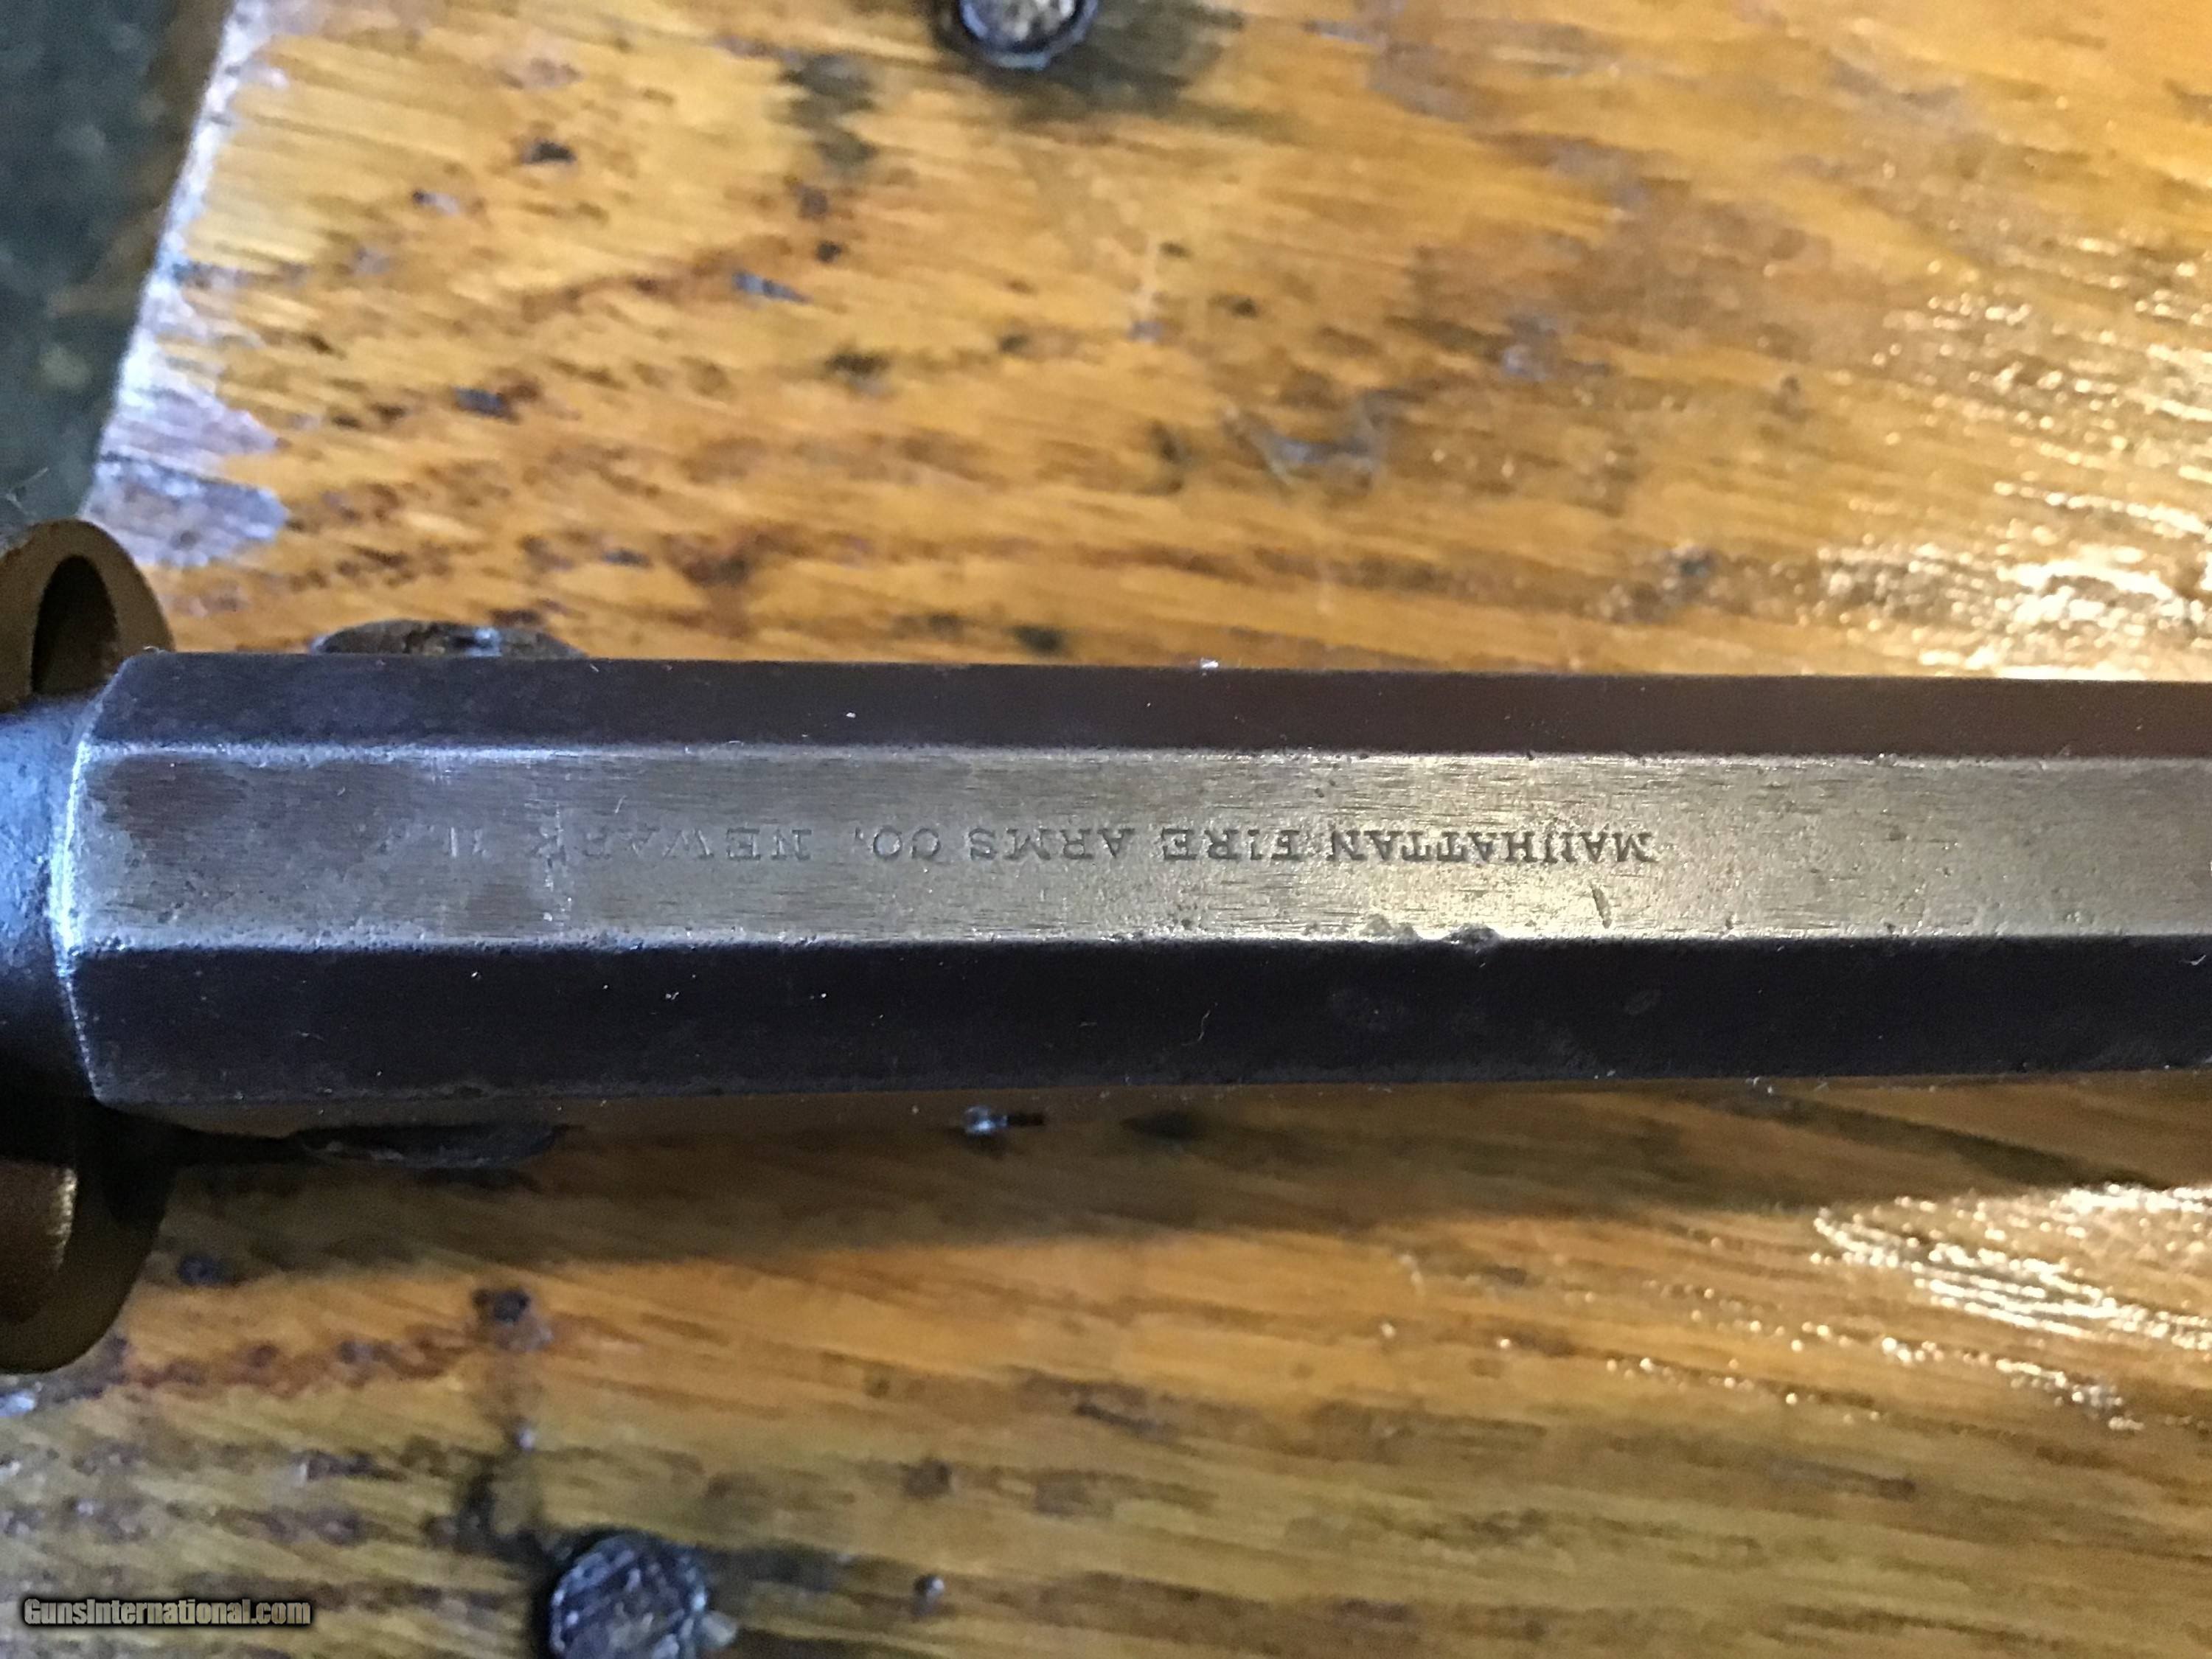 MANHATTAN FIRE ARMS CO. NEWARK N.
GunsInternational.com